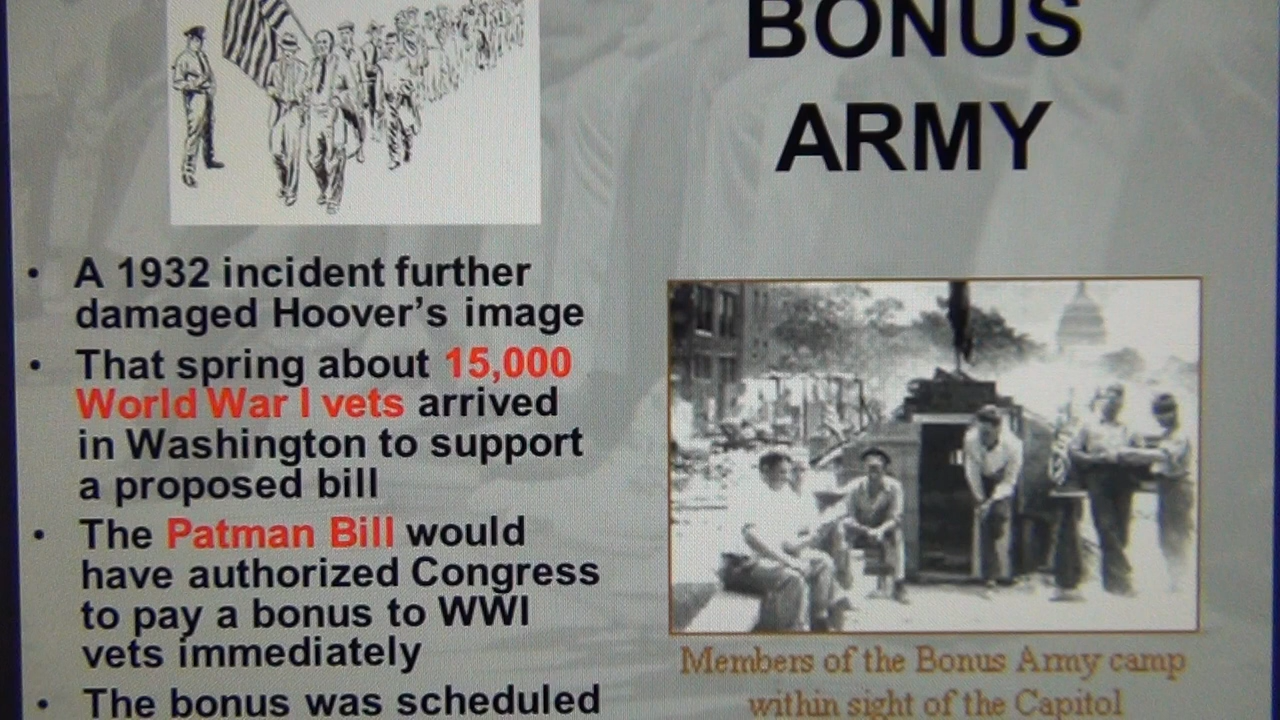 BONUS
ARMY
• A 1932 incident further
damaged Hoover's image
• That spring about 15,000
World War I vets arrived
in Washington to support
a proposed bill
• The Patman Bill would
have authorized Congress
to pay a bonus to WWI
vets immediately
• The bonus was scheduled
Members of the Bonus Army camp
within sight of the Capitol